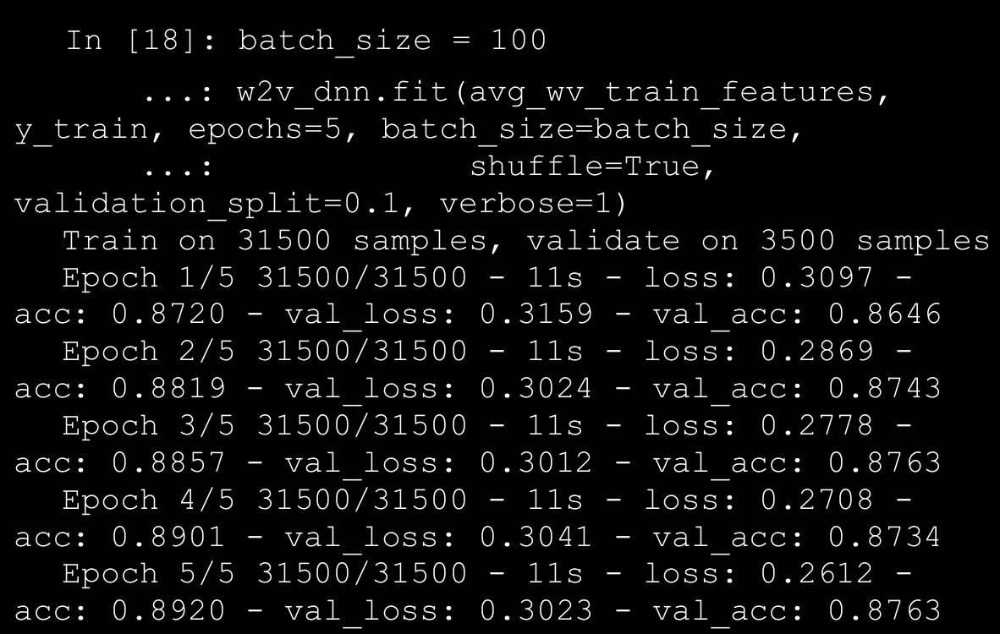 In [18]: batch_size = 100
...: w2v_dnn.fit(avg_wv_train_features,
y_train, epochs=5, batch_size=batch_size,
...: shuffle=True,
validation_split=0.1, verbose=1)
Train on 31500 samples, validate on 3500 samples
Epoch 1/5 31500/31500 - 11s - loss: 0.3097 -
acc: 0.8720 - val_loss: 0.3159 - val_acc: 0.8646
Epoch 2/5 31500/31500 - 11s - loss: 0.2869 -
acc: 0.8819 - val_loss: 0.3024 - val_acc: 0.8743
Epoch 3/5 31500/31500 - 11s - loss: 0.2778 -
acc: 0.8857 - val_loss: 0.3012 - val_acc: 0.8763
Epoch 4/5 31500/31500 - 11s - loss: 0.2708 -
acc: 0.8901 - val_loss: 0.3041 - val_acc: 0.8734
Epoch 5/5 31500/31500 - 11s - loss: 0.2612 -
acc: 0.8920 - val_loss: 0.3023 - val_acc: 0.8763